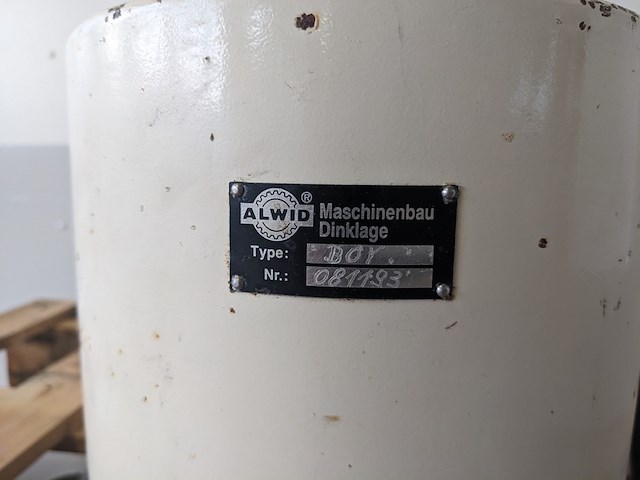 ALWID ® Maschinenbau
Dinklage
Type: BOY
Nr.: 081193